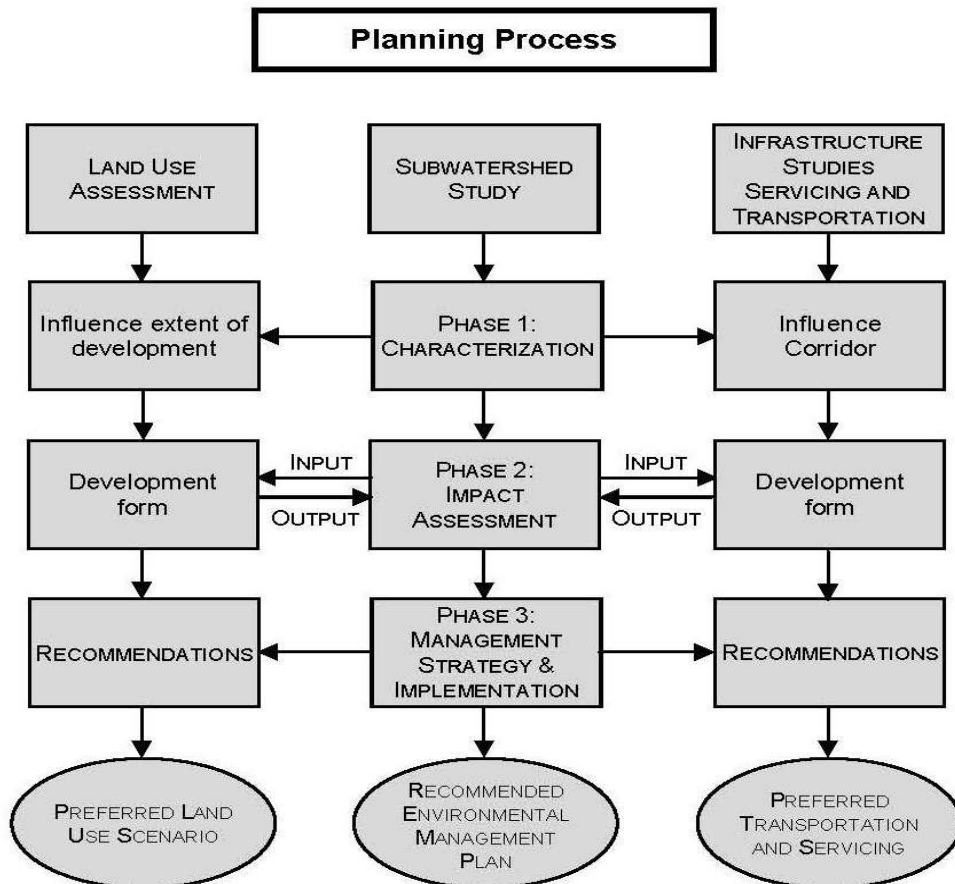 Planning Process
LAND USE
ASSESSMENT
SUBWATERSHED
STUDY
INFRASTRUCTURE
STUDIES
SERVICING AND
TRANSPORTATION
Influence extent of
development
PHASE 1:
CHARACTERIZATION
Influence
Corridor
Development
form
INPUT
OUTPUT
PHASE 2:
IMPACT
ASSESSMENT
INPUT
OUTPUT
Development
form
RECOMMENDATIONS
PHASE 3:
MANAGEMENT
STRATEGY &
IMPLEMENTATION
RECOMMENDATIONS
PREFERRED LAND
USE SCENARIO
RECOMMENDED
ENVIRONMENTAL
MANAGEMENT
PLAN
PREFERRED
TRANSPORTATION
AND SERVICING